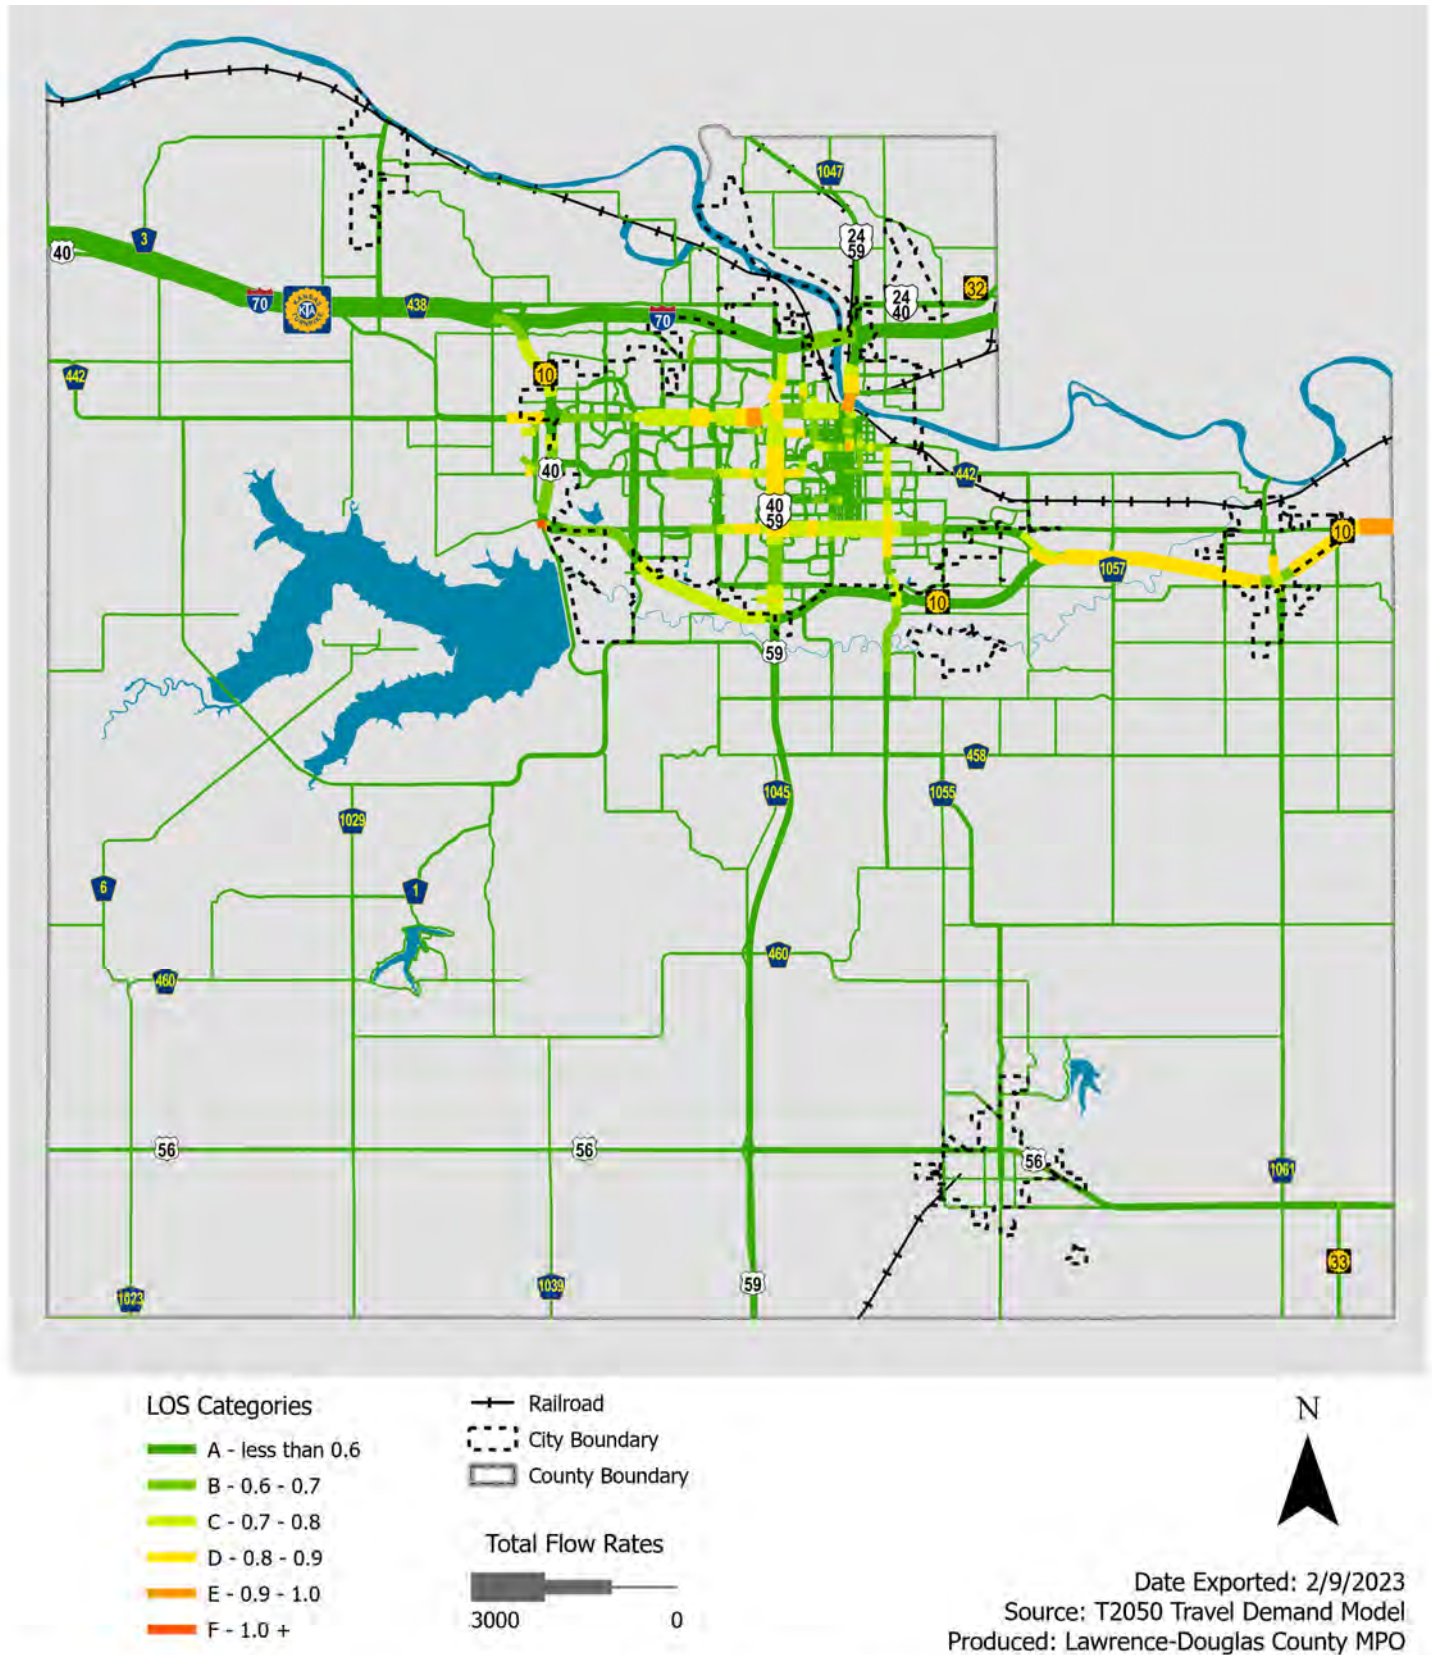 1047
24
59
3
40
32
24
40
70
KANSAS
KTA
TURNPIKE
438
70
10
442
40
442
40
59
10
1057
10
59
458
1045
1055
1029
6
1
460
460
56
56
56
1061
33
1023
1039
59
LOS Categories
A - less than 0.6
B - 0.6 - 0.7
C - 0.7 - 0.8
D - 0.8 - 0.9
E - 0.9 - 1.0
F - 1.0 +
Railroad
City Boundary
County Boundary
Total Flow Rates
3000 0
N
Date Exported: 2/9/2023
Source: T2050 Travel Demand Model
Produced: Lawrence-Douglas County MPO